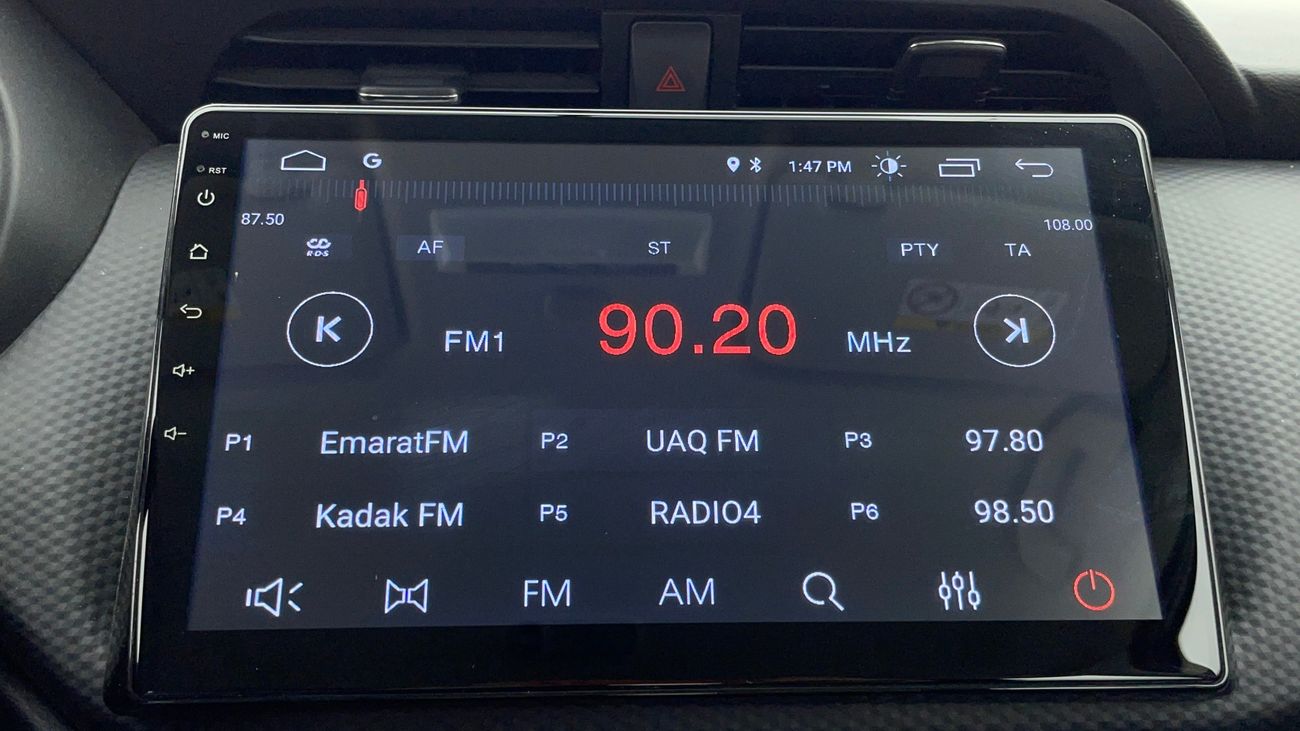 MIC
RST
G
1:47 PM
87.50
108.00
RDS AF ST PTY TA
FM1 90.20 MHz
P1 EmaratFM P2 UAQ FM P3 97.80
P4 Kadak FM P5 RADIO4 P6 98.50
FM AM